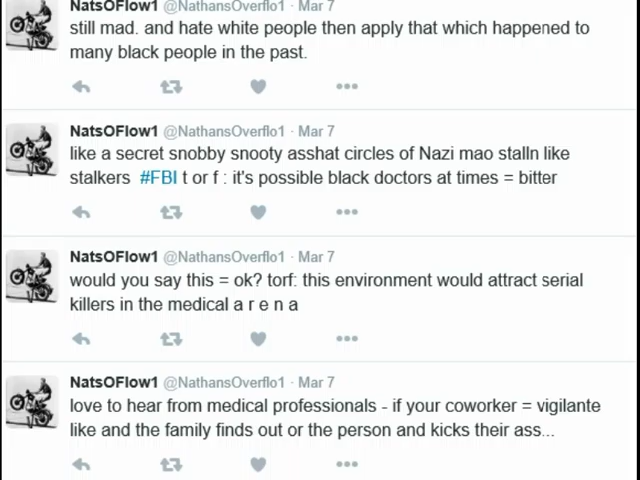 NatsOFlow1 @NathansOverflo1 · Mar 7
still mad. and hate white people then apply that which happened to
many black people in the past.
NatsOFlow1 @NathansOverflo1 · Mar 7
like a secret snobby snooty asshat circles of Nazi mao stalln like
stalkers #FBI t or f : it's possible black doctors at times = bitter
NatsOFlow1 @NathansOverflo1 · Mar 7
would you say this = ok? torf: this environment would attract serial
killers in the medical a r e n a
NatsOFlow1 @NathansOverflo1 · Mar 7
love to hear from medical professionals - if your coworker = vigilante
like and the family finds out or the person and kicks their ass...